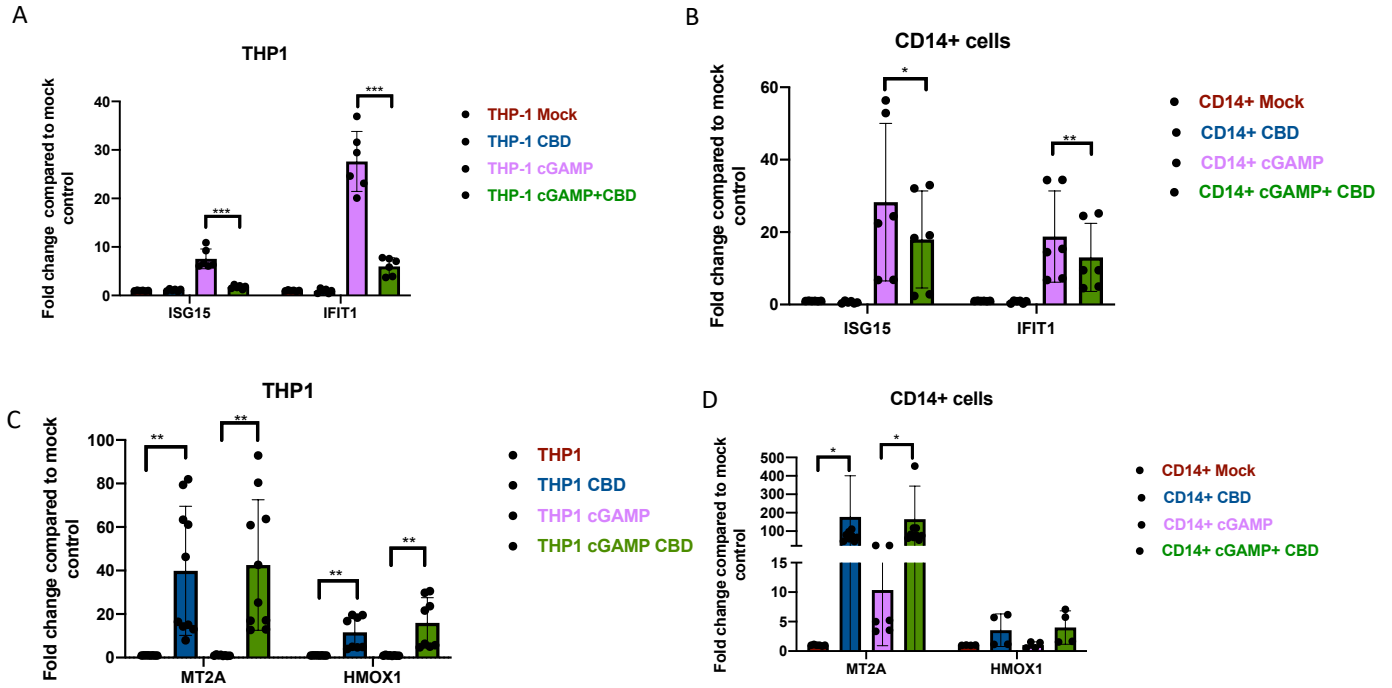 A
THP1
Fold change compared to mock
control
40
30
20
10
0
***
***
ISG15
IFIT1
THP-1 Mock
THP-1 CBD
THP-1 cGAMP
THP-1 cGAMP+CBD
B
CD14+ cells
Fold change compared to mock
control
60
40
20
0
*
**
ISG15
IFIT1
CD14+ Mock
CD14+ CBD
CD14+ cGAMP
CD14+ cGAMP+ CBD
C
THP1
Fold change compared to mock
control
100
80
60
40
20
0
**
**
**
**
MT2A
HMOX1
THP1
THP1 CBD
THP1 cGAMP
THP1 cGAMP CBD
D
CD14+ cells
Fold change compared to mock
control
500
400
300
200
100
15
10
5
0
*
*
MT2A
HMOX1
CD14+ Mock
CD14+ CBD
CD14+ cGAMP
CD14+ cGAMP+ CBD